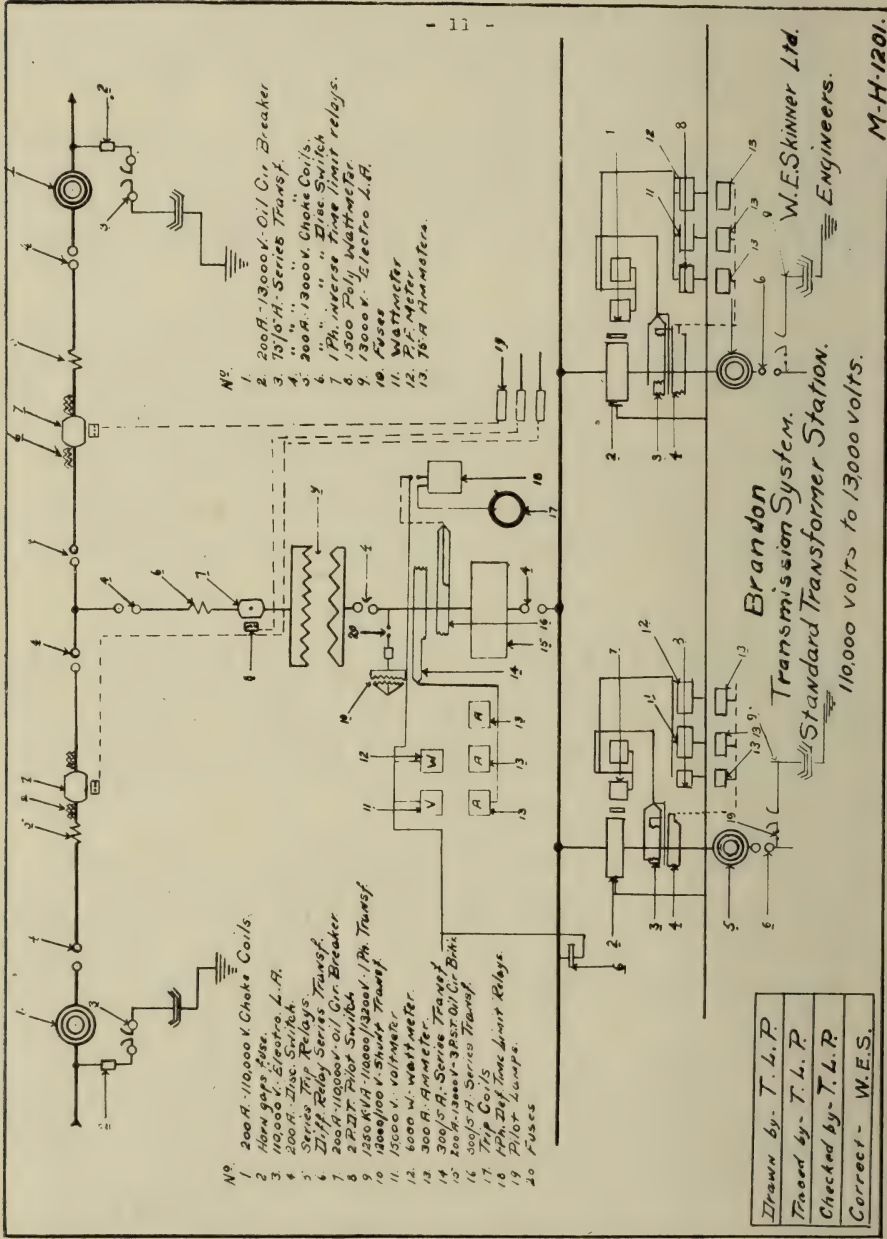 - 11 -
Nº
1 200 A.-110,000 V. Choke Coils.
2 Horn gaps fuse.
3. 110,000 V. Electro. L.A.
4 200 A. Disc. Switch
5 Series Trip Relays.
6. Diff. Relay Series Transf.
7. 200 A.-110,000 V-Oil Cir. Breaker.
8 2 P.D.T. Pilot Switch
9 1250 KVA-110,000/13200 V.-1 Ph. Transf.
10 12000/100 V-Shunt Transf.
11. 15000 V. Voltmeter
12. 6000 W. Wattmeter
13. 300 A. Ammeter.
14 300/5 A.-Series Transf
15 200 A-13000 V-3 P.S.T. Oil Cir Brkr.
16 300/5 A. Series Transf.
17. Trip Coils
18 1 Ph. Def. Time Limit Relays.
19 Pilot Lamps.
20 Fuses
Nº
1.
2. 200 A.-13,000 V.-Oil Cir. Breaker
3. 75/5 A.-Series Transf.
4. " " " "
5. 200 A.-13000 V. Choke Coils.
6. " " " Disc. Switch
7 1 Ph. inverse time limit relays.
8. 1500 Poly Wattmeter.
9. 13000 V.- Electro L.A.
10 Fuses
11. Wattmeter
12. P.F. Meter
13. 75 A Ammeters.
V
W
A
A
A
Brandon
Transmission System.
Standard Transformer Station.
110,000 volts to 13,000 volts.
W.E. Skinner Ltd.
Engineers.
M-H-1201.
Drawn by- T.L.P.
Traced by- T.L.P.
Checked by- T.L.P.
Correct- W.E.S.